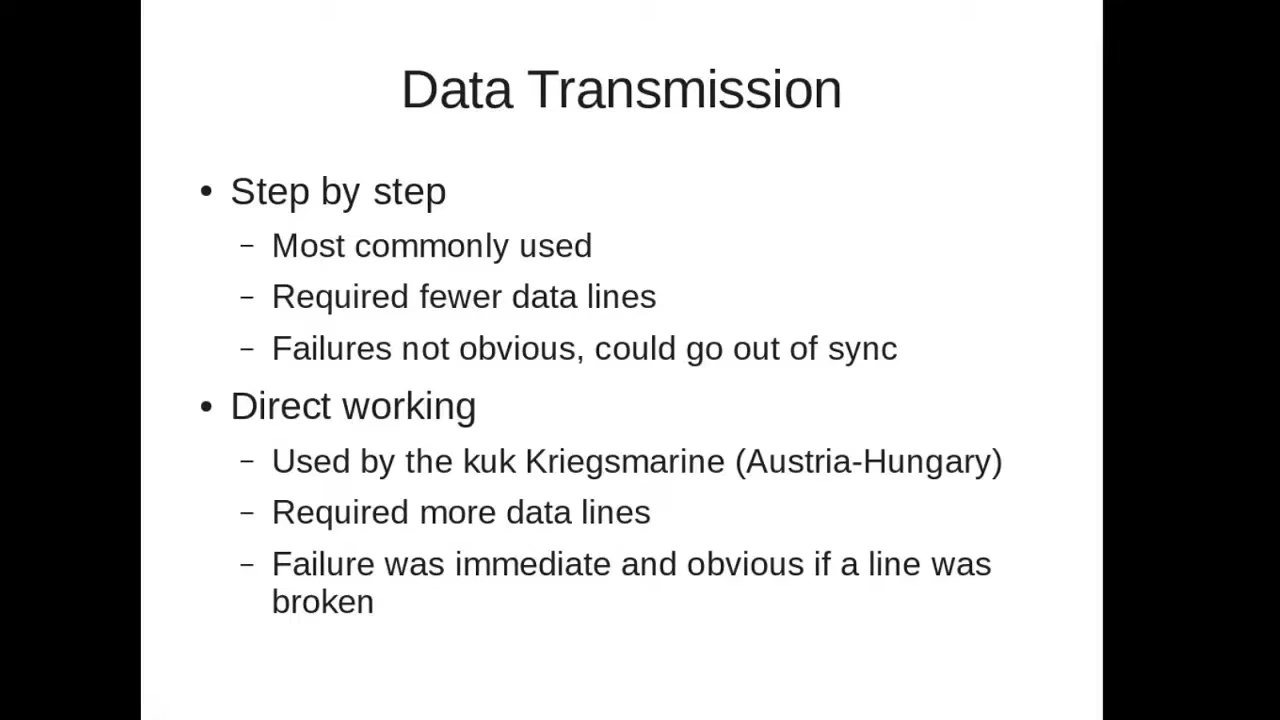 Data Transmission
• Step by step
– Most commonly used
– Required fewer data lines
– Failures not obvious, could go out of sync
• Direct working
– Used by the kuk Kriegsmarine (Austria-Hungary)
– Required more data lines
– Failure was immediate and obvious if a line was
broken